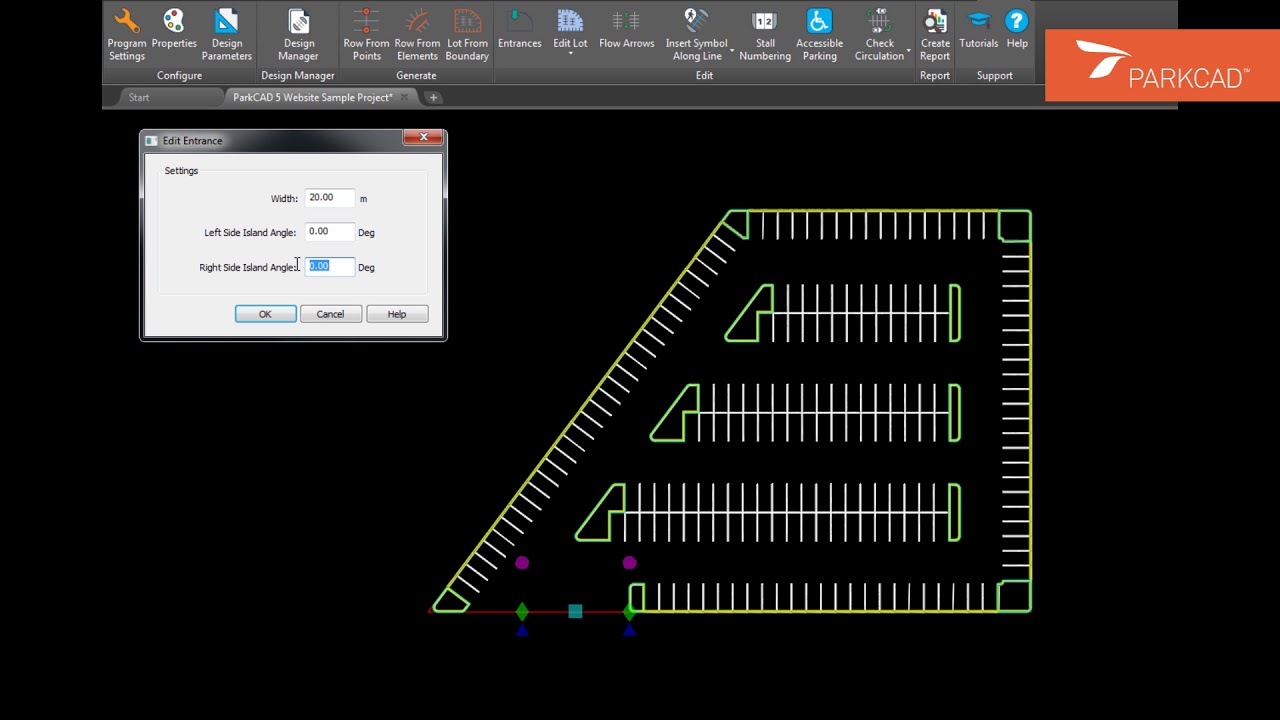 Program Settings
Properties
Design Parameters
Design Manager
Row From Points
Row From Elements
Lot From Boundary
Entrances
Edit Lot
Flow Arrows
Insert Symbol Along Line
1 2
Stall Numbering
Accessible Parking
Check Circulation
Create Report
Tutorials
?
Help
Configure
Design Manager
Generate
Edit
Report
Support
PARKCAD™
Start
ParkCAD 5 Website Sample Project*
Edit Entrance
Settings
Width: 20.00 m
Left Side Island Angle: 0.00 Deg
Right Side Island Angle: 0.00 Deg
OK
Cancel
Help